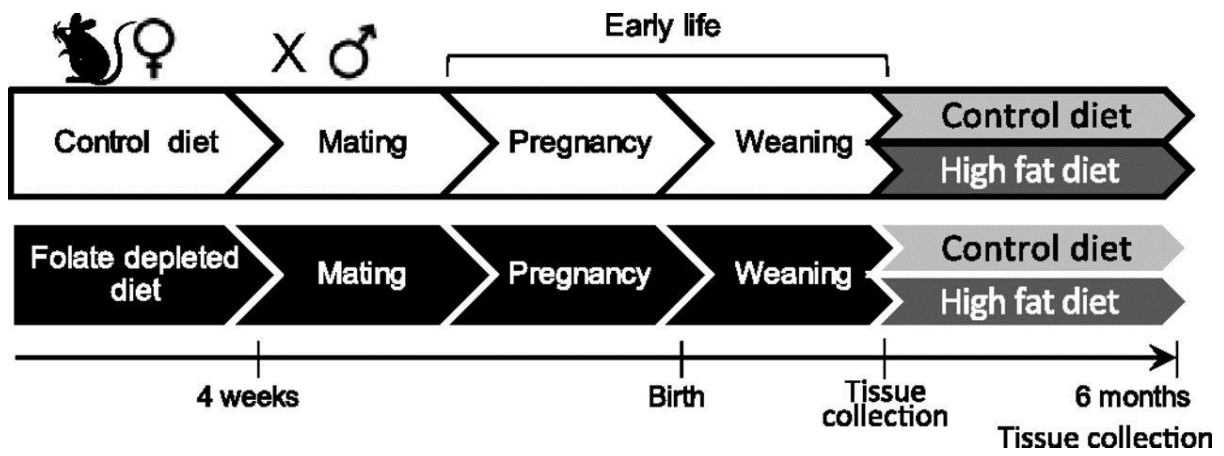 Early life
X
Control diet
Mating
Pregnancy
Weaning
Control diet
High fat diet
Folate depleted
diet
Mating
Pregnancy
Weaning
Control diet
High fat diet
4 weeks
Birth
Tissue
collection
6 months
Tissue collection